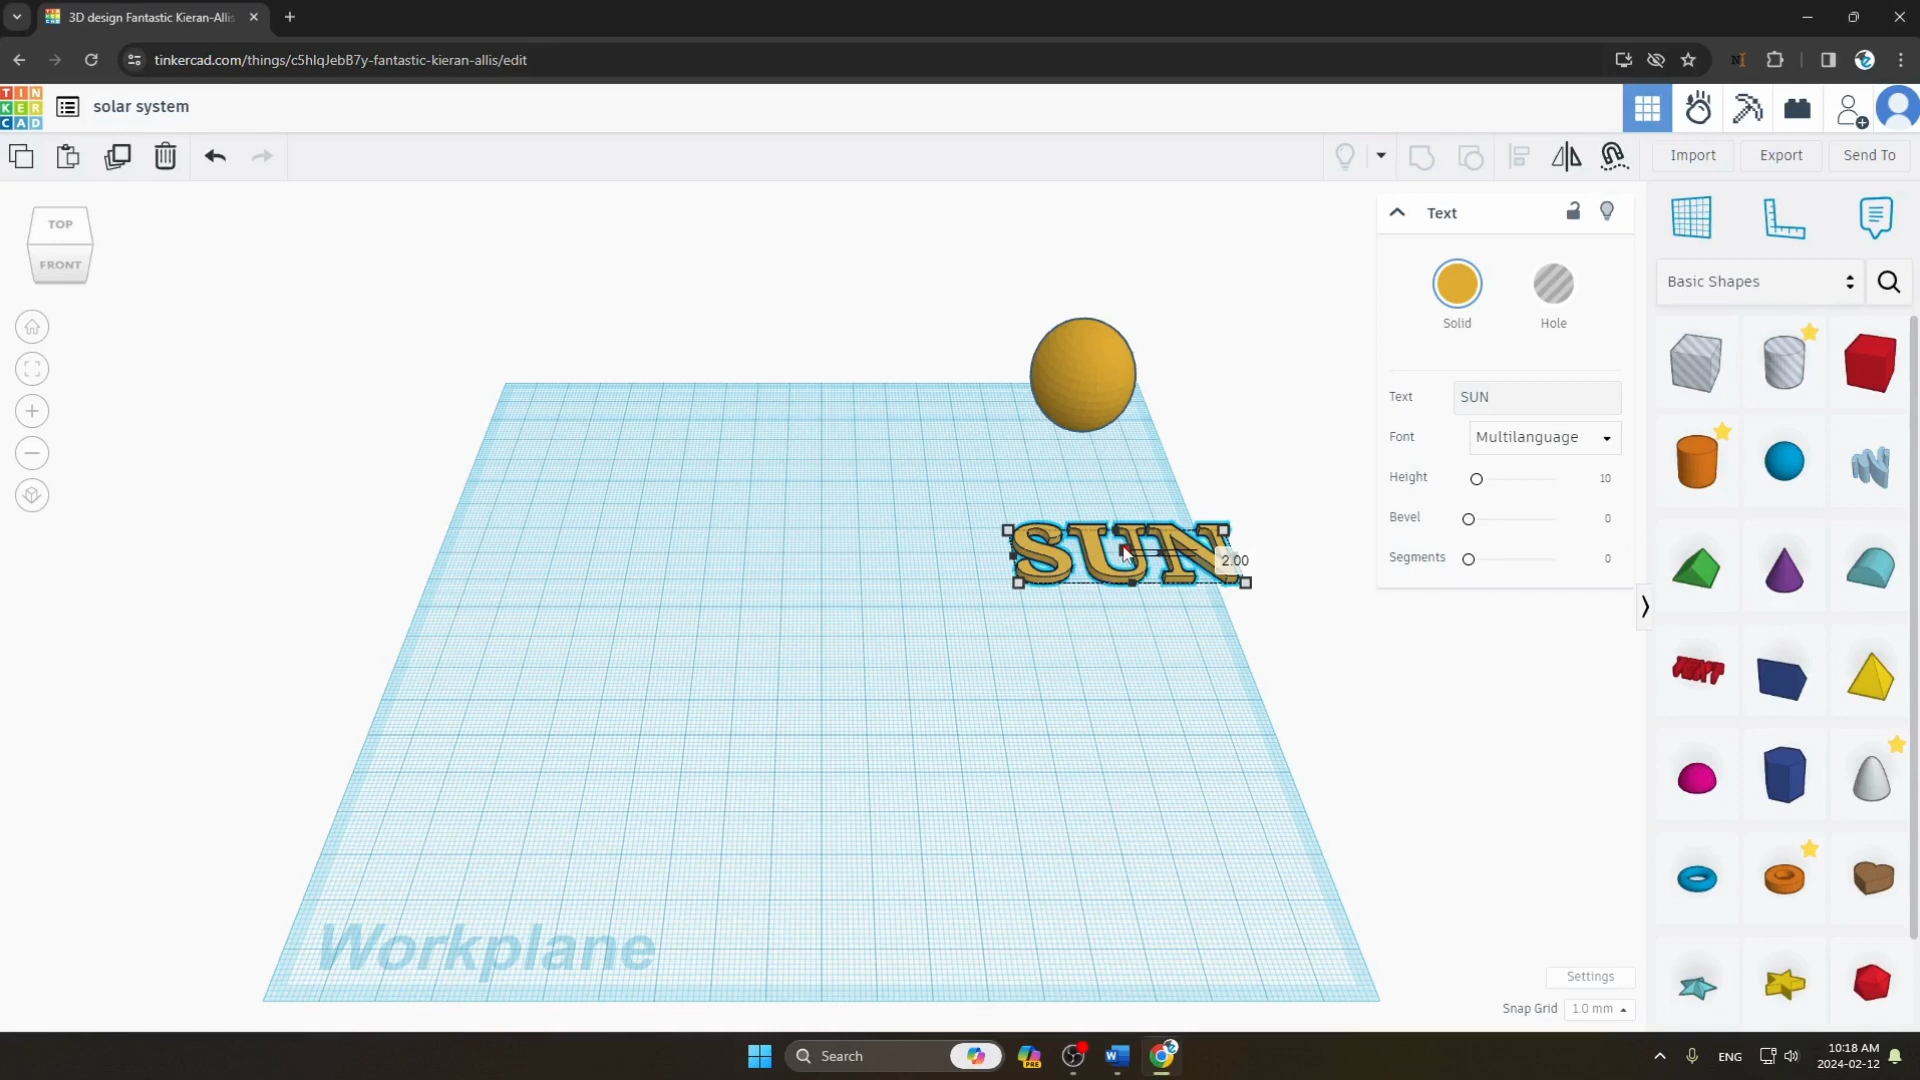 3D design Fantastic Kieran-Allis
tinkercad.com/things/c5hlqJebB7y-fantastic-kieran-allis/edit
TIN
KER
CAD
solar system
Import
Export
Send To
TOP
FRONT
Text
Solid
Hole
Text
SUN
Font
Multilanguage
Height
10
Bevel
0
Segments
0
Basic Shapes
TEXT
SUN
2.00
Workplane
Settings
Snap Grid
1.0 mm
Search
PRE
ENG
10:18 AM
2024-02-12